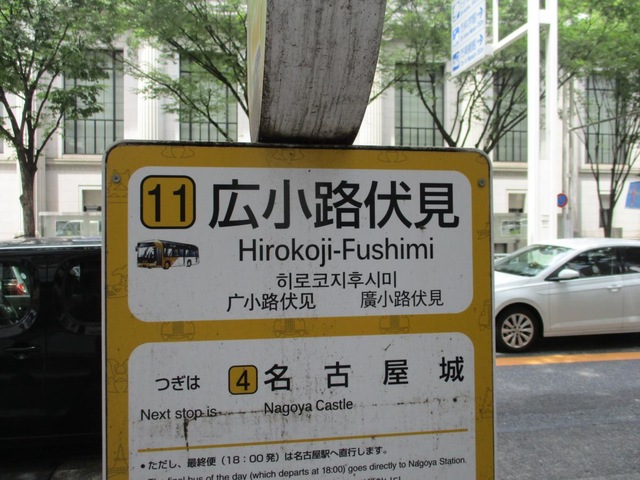 11 広小路伏見
Hirokoji-Fushimi
히로코지후시미
广小路伏见 廣小路伏見
つぎは 4 名古屋城
Next stop is Nagoya Castle
• ただし、最終便（18：00発）は名古屋駅へ直行します。
The final bus of the day (which departs at 18:00) goes directly to Nagoya Station.